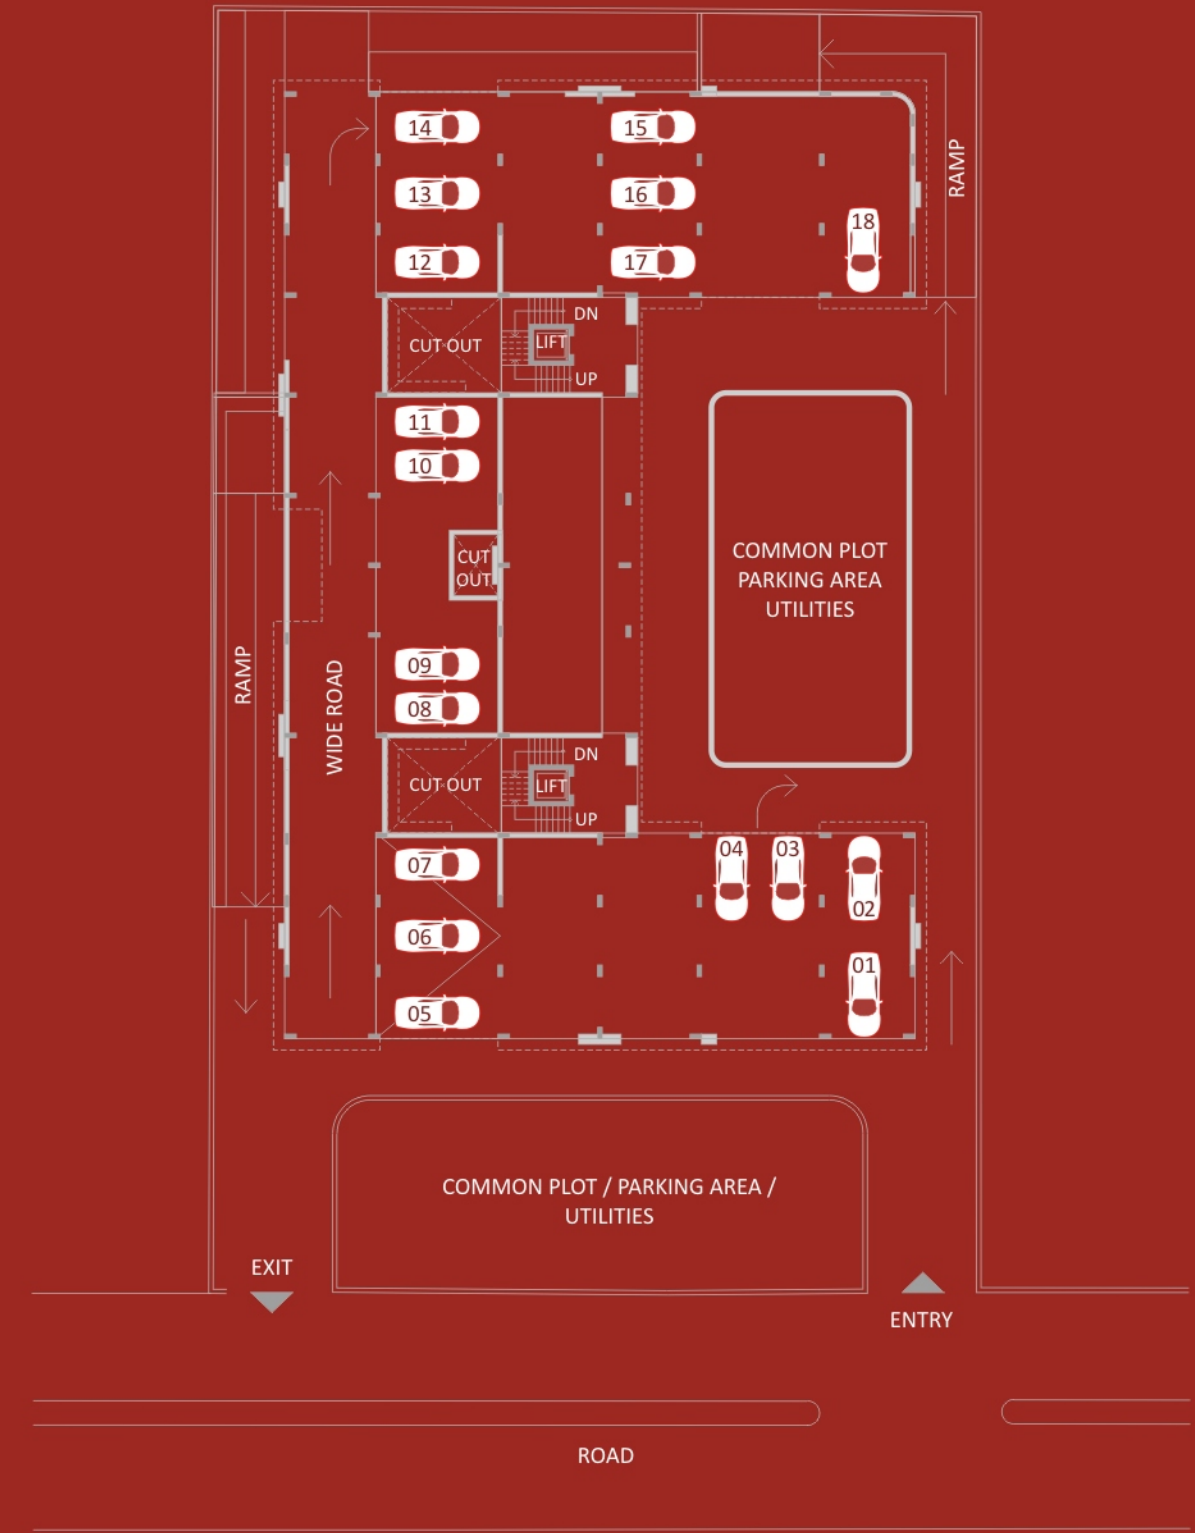 14
15
RAMP
13
16
18
12
17
DN
CUT OUT
LIFT
UP
11
10
COMMON PLOT
PARKING AREA
UTILITIES
CUT
OUT
RAMP
WIDE ROAD
09
08
DN
CUT OUT
LIFT
UP
07
04
03
02
06
01
05
COMMON PLOT / PARKING AREA /
UTILITIES
EXIT
ENTRY
ROAD